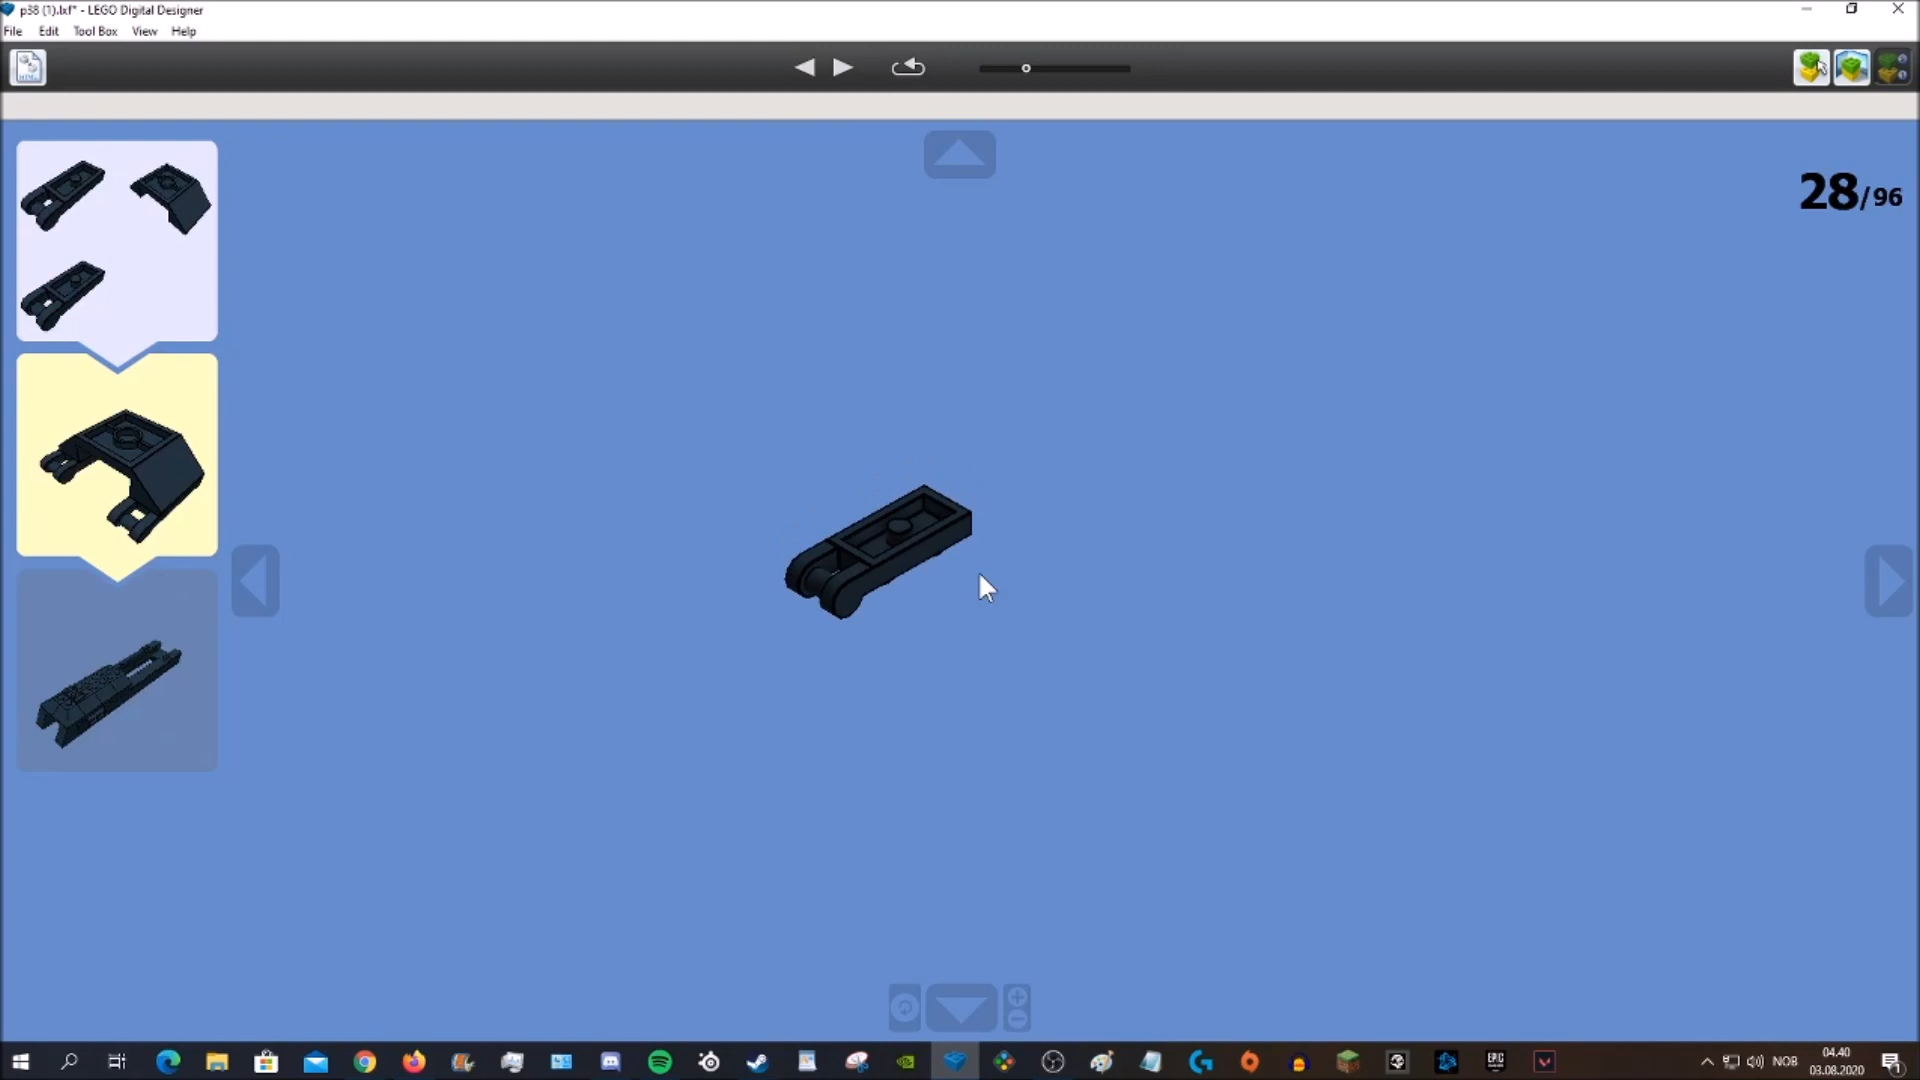 p38 (1).lxf* - LEGO Digital Designer
File Edit Tool Box View Help
28/96
NOB
04.40
03.08.2020
EPIC